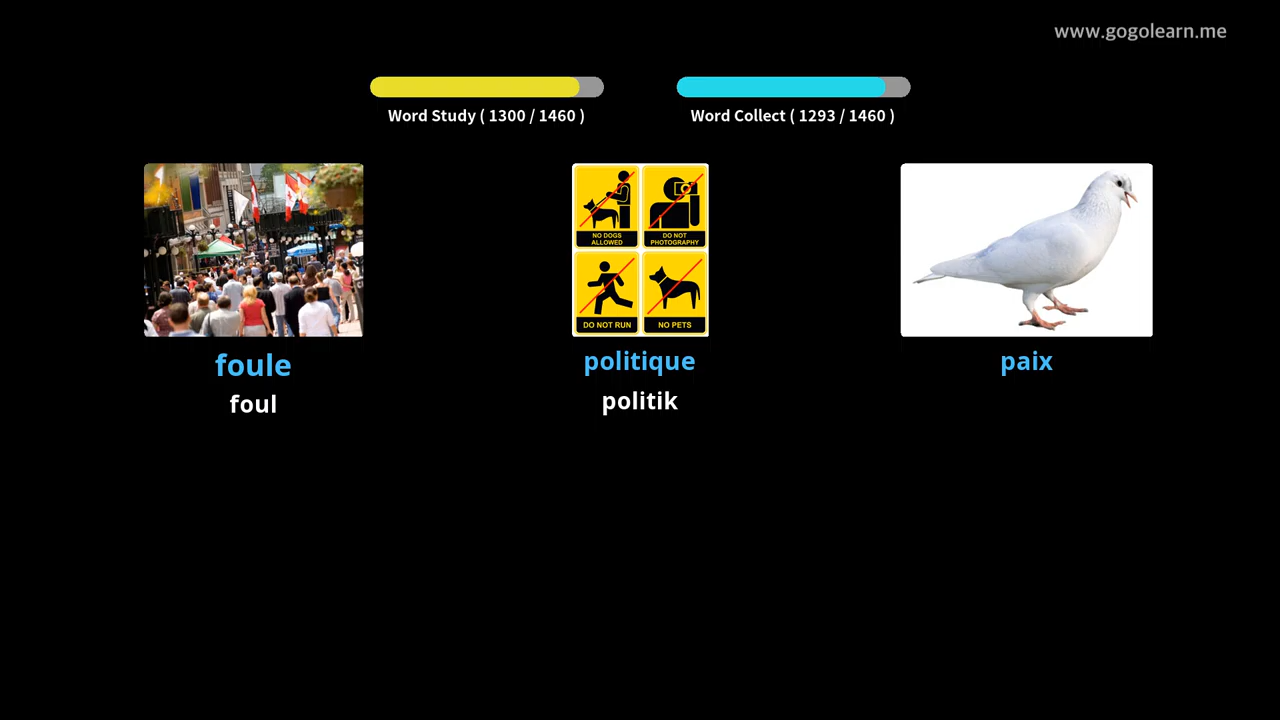 www.gogolearn.me
Word Study ( 1300 / 1460 )
Word Collect ( 1293 / 1460 )
NO DOGS
ALLOWED
DO NOT
PHOTOGRAPHY
DO NOT RUN
NO PETS
foule
politique
paix
foul
politik